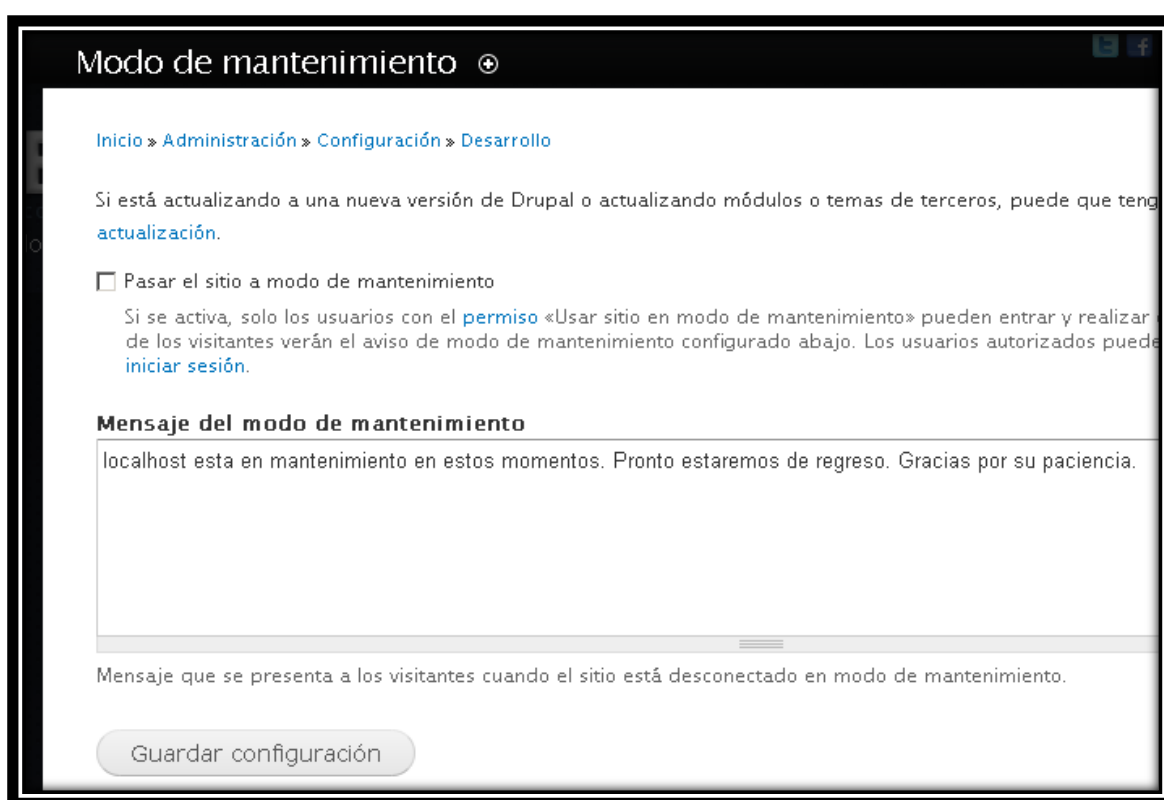 Modo de mantenimiento
Inicio » Administración » Configuración » Desarrollo
Si está actualizando a una nueva versión de Drupal o actualizando módulos o temas de terceros, puede que teng
actualización.
Pasar el sitio a modo de mantenimiento
Si se activa, solo los usuarios con el permiso «Usar sitio en modo de mantenimiento» pueden entrar y realizar
de los visitantes verán el aviso de modo de mantenimiento configurado abajo. Los usuarios autorizados puede
iniciar sesión.
Mensaje del modo de mantenimiento
localhost esta en mantenimiento en estos momentos. Pronto estaremos de regreso. Gracias por su paciencia.
Mensaje que se presenta a los visitantes cuando el sitio está desconectado en modo de mantenimiento.
Guardar configuración